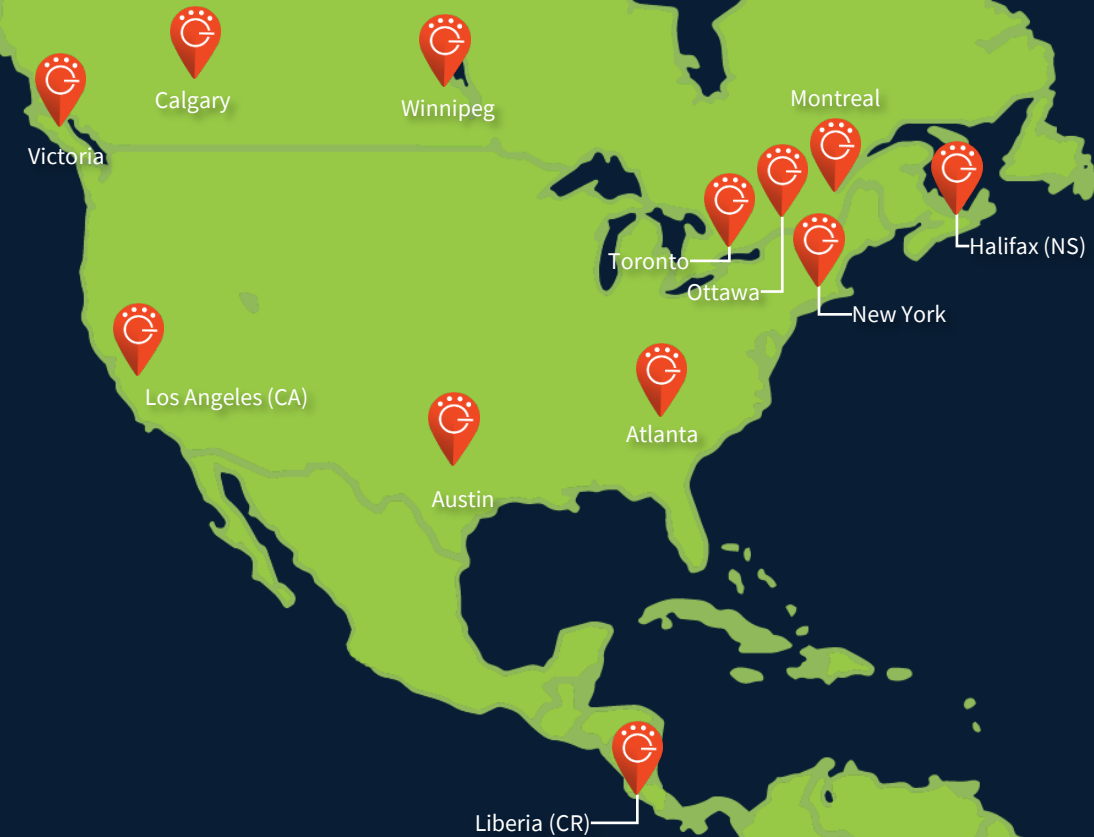 Montreal
Calgary
Winnipeg
Victoria
Halifax (NS)
Toronto
Ottawa
New York
Los Angeles (CA)
Atlanta
Austin
Liberia (CR)